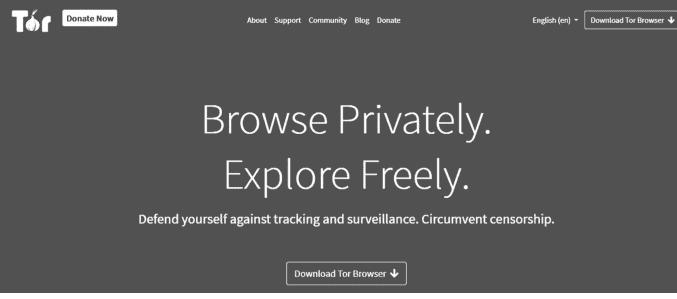 Tor Donate Now About Support Community Blog Donate English (en) Download Tor Browser
Browse Privately.
Explore Freely.
Defend yourself against tracking and surveillance. Circumvent censorship.
Download Tor Browser